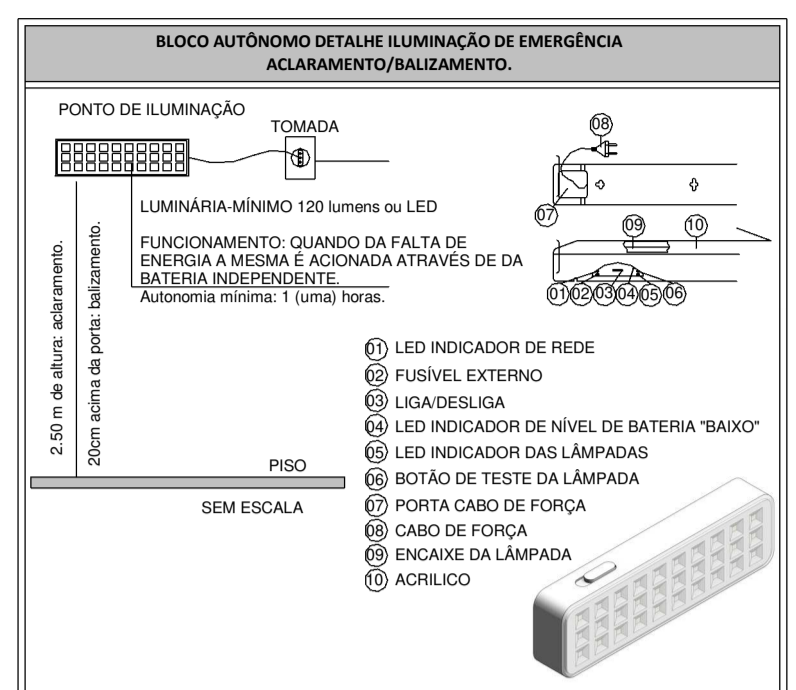 BLOCO AUTÔNOMO DETALHE ILUMINAÇÃO DE EMERGÊNCIA
ACLARAMENTO/BALIZAMENTO.
PONTO DE ILUMINAÇÃO
TOMADA
LUMINÁRIA-MÍNIMO 120 lumens ou LED
FUNCIONAMENTO: QUANDO DA FALTA DE
ENERGIA A MESMA É ACIONADA ATRAVÉS DE DA
BATERIA INDEPENDENTE.
Autonomia mínima: 1 (uma) horas.
2.50 m de altura: aclaramento.
20cm acima da porta: balizamento.
PISO
SEM ESCALA
08
07
09 10
01 02 03 04 05 06
01 LED INDICADOR DE REDE
02 FUSÍVEL EXTERNO
03 LIGA/DESLIGA
04 LED INDICADOR DE NÍVEL DE BATERIA "BAIXO"
05 LED INDICADOR DAS LÂMPADAS
06 BOTÃO DE TESTE DA LÂMPADA
07 PORTA CABO DE FORÇA
08 CABO DE FORÇA
09 ENCAIXE DA LÂMPADA
10 ACRILICO